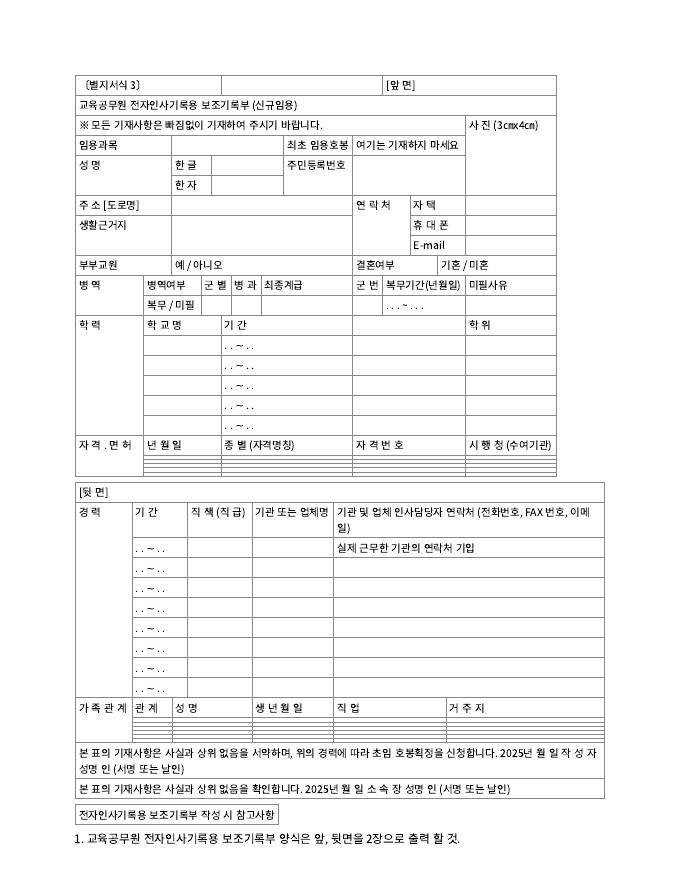 〔별지서식 3〕 [앞 면]
교육공무원 전자인사기록용 보조기록부 (신규임용)
※ 모든 기재사항은 빠짐없이 기재하여 주시기 바랍니다. 사 진 (3cm×4cm)
임용과목 최초 임용호봉 여기는 기재하지 마세요
성 명 한 글 주민등록번호
한 자
주 소 [도로명] 연 락 처 자 택
생활근거지 휴 대 폰
E-mail
부부교원 예 / 아니오 결혼여부 기혼 / 미혼
병 역 병역여부 군 별 병 과 최종계급 군 번 복무기간(년월일) 미필사유
복무 / 미필 . . . ~ . . .
학 력 학 교 명 기 간 학 위
. . ~ . .
. . ~ . .
. . ~ . .
. . ~ . .
. . ~ . .
자 격 . 면 허 년 월 일 종 별 (자격명칭) 자 격 번 호 시 행 청 (수여기관)
[뒷 면]
경 력 기 간 직 책 (직 급) 기관 또는 업체명 기관 및 업체 인사담당자 연락처 (전화번호, FAX 번호, 이메
일)
. . ~ . . 실제 근무한 기관의 연락처 기입
. . ~ . .
. . ~ . .
. . ~ . .
. . ~ . .
. . ~ . .
. . ~ . .
. . ~ . .
가 족 관 계 관 계 성 명 생 년 월 일 직 업 거 주 지
본 표의 기재사항은 사실과 상위 없음을 서약하며, 위의 경력에 따라 초임 호봉획정을 신청합니다. 2025년 월 일 작 성 자
성명 인 (서명 또는 날인)
본 표의 기재사항은 사실과 상위 없음을 확인합니다. 2025년 월 일 소 속 장 성명 인 (서명 또는 날인)
전자인사기록용 보조기록부 작성 시 참고사항
1. 교육공무원 전자인사기록용 보조기록부 양식은 앞, 뒷면을 2장으로 출력 할 것.